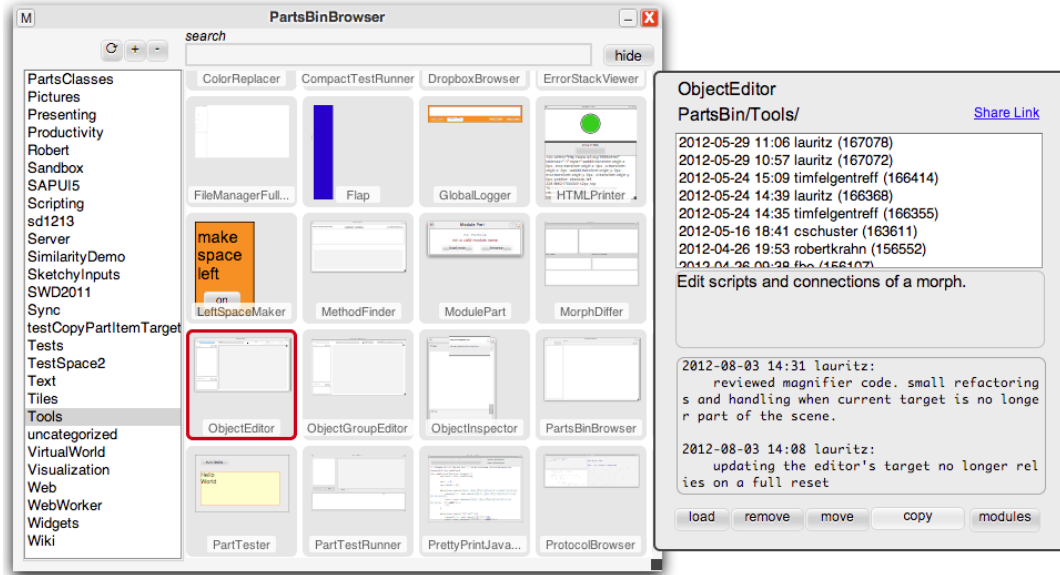 M
PartsBinBrowser
search
+
-
hide
PartsClasses
Pictures
Presenting
Productivity
Robert
Sandbox
SAPUI5
Scripting
sd1213
Server
SimilarityDemo
SketchyInputs
SWD2011
Sync
testCopyPartItemTarget
Tests
TestSpace2
Text
Tiles
Tools
uncategorized
VirtualWorld
Visualization
Web
WebWorker
Widgets
Wiki
ColorReplacer
CompactTestRunner
DropboxBrowser
ErrorStackViewer
FileManagerFull...
Flap
GlobalLogger
HTMLPrinter
make
space
left
on
LeftSpaceMaker
MethodFinder
Module Part
ModulePart
MorphDiffer
ObjectEditor
ObjectGroupEditor
ObjectInspector
PartsBinBrowser
Hello
World
PartTester
PartTestRunner
PrettyPrintJava...
ProtocolBrowser
ObjectEditor
PartsBin/Tools/
Share Link
2012-05-29 11:06 lauritz (167078)
2012-05-29 10:57 lauritz (167072)
2012-05-24 15:09 timfelgentreff (166414)
2012-05-24 14:39 lauritz (166368)
2012-05-24 14:35 timfelgentreff (166355)
2012-05-16 18:41 cschuster (163611)
2012-04-26 19:53 robertkrahn (156552)
2012-04-26 09:38 fbo (156107)
Edit scripts and connections of a morph.
2012-08-03 14:31 lauritz:
reviewed magnifier code. small refactoring
s and handling when current target is no longe
r part of the scene.
2012-08-03 14:08 lauritz:
updating the editor's target no longer rel
ies on a full reset
load
remove
move
copy
modules